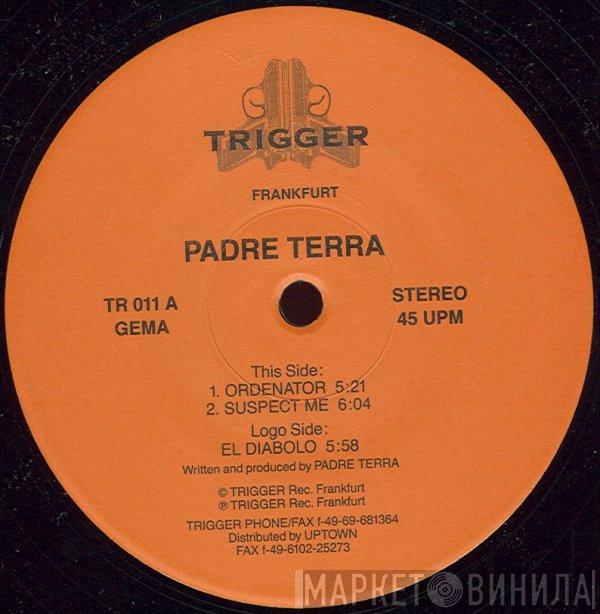 TRIGGER
FRANKFURT
PADRE TERRA
TR 011 A
GEMA
STEREO
45 UPM
This Side:
1. ORDENATOR 5:21
2. SUSPECT ME 6:04
Logo Side:
EL DIABOLO 5:58
Written and produced by PADRE TERRA
© TRIGGER Rec. Frankfurt
℗ TRIGGER Rec. Frankfurt
TRIGGER PHONE/FAX f-49-69-681364
Distributed by UPTOWN
FAX f-49-6102-25273
МАРКЕТ ВИНИЛА